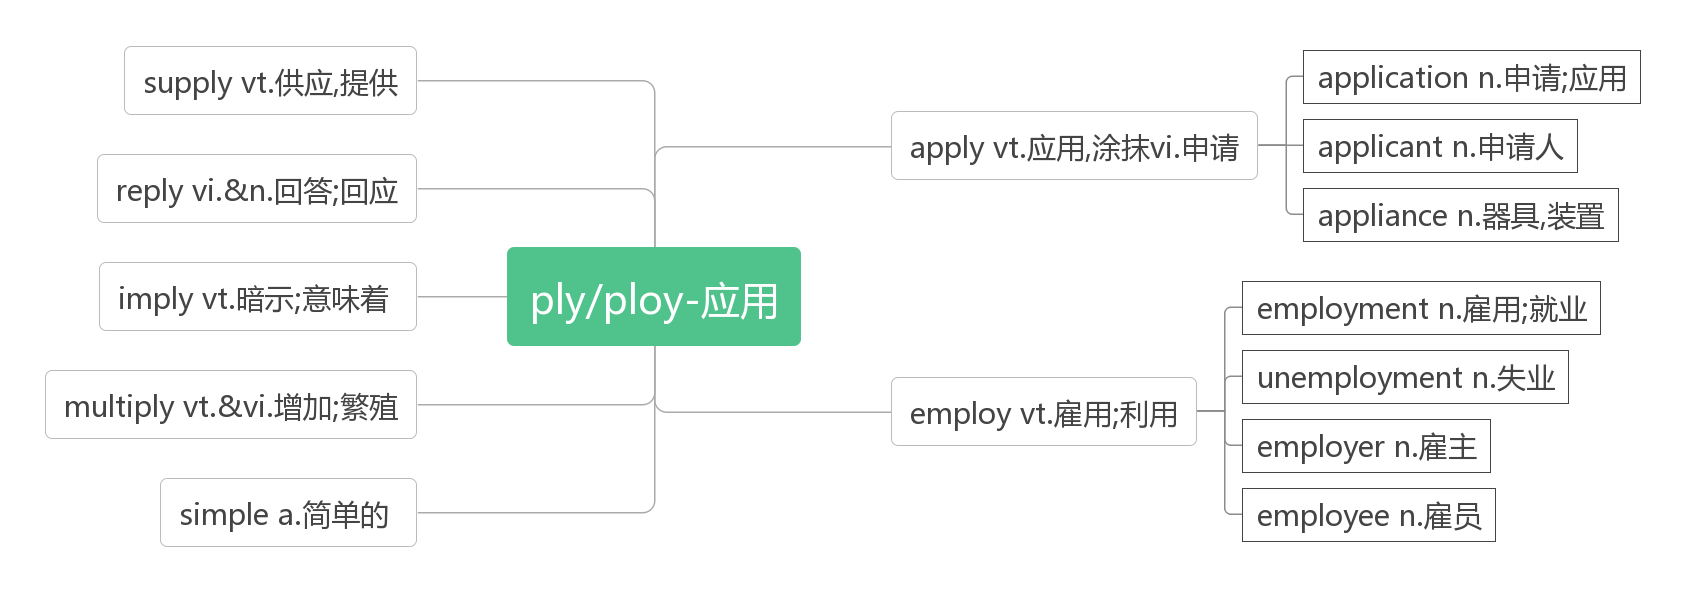 ply/ploy-应用
apply vt.应用,涂抹vi.申请
application n.申请;应用
applicant n.申请人
appliance n.器具,装置
employ vt.雇用;利用
employment n.雇用;就业
unemployment n.失业
employer n.雇主
employee n.雇员
supply vt.供应,提供
reply vi.&n.回答;回应
imply vt.暗示;意味着
multiply vt.&vi.增加;繁殖
simple a.简单的